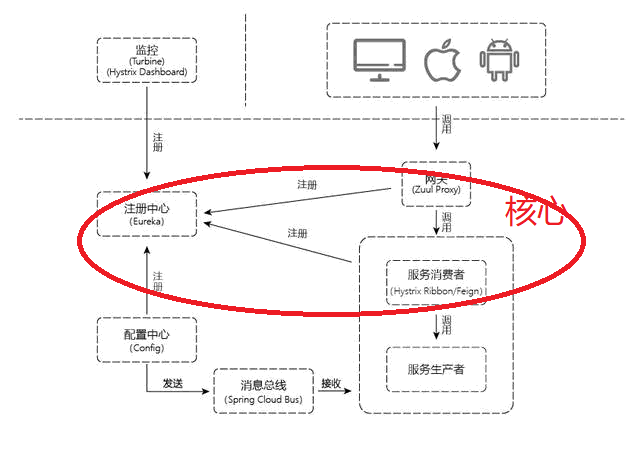 监控
(Turbine)
(Hystrix Dashboard)
调用
注册
网关
(Zuul Proxy)
注册
核心
注册中心
(Eureka)
调用
注册
服务消费者
(Hystrix Ribbon/Feign)
注册
配置中心
(Config)
调用
服务生产者
发送
消息总线
(Spring Cloud Bus)
接收